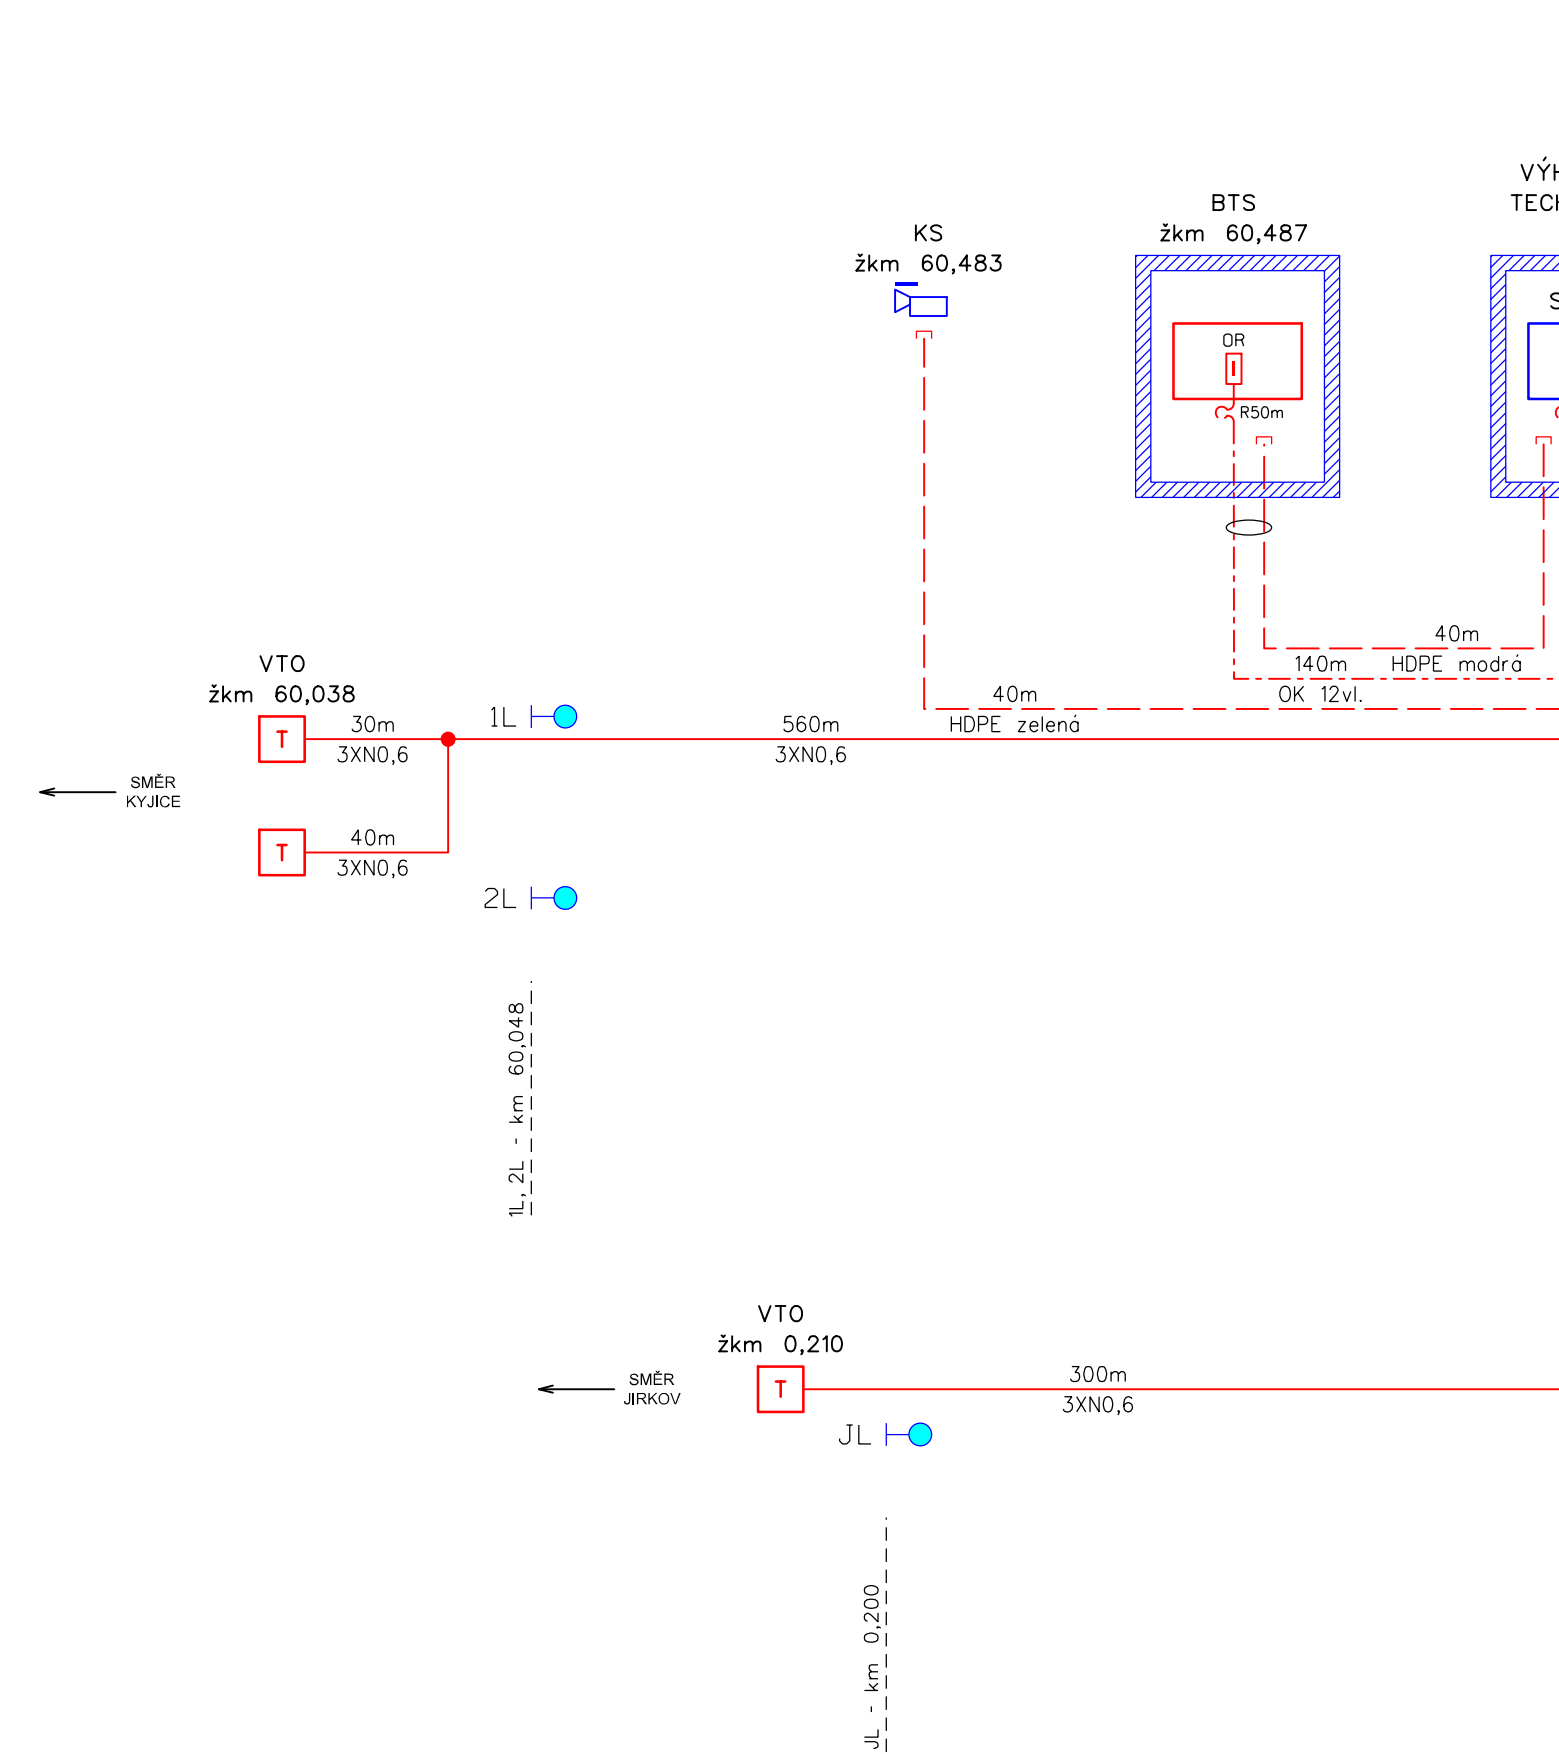 BTS
žkm 60,487
KS
žkm 60,483
OR
R50m
40m
HDPE modrá
140m
OK 12vl.
40m
HDPE zelená
VTO
žkm 60,038
T
30m
3XN0,6
1L
560m
3XN0,6
SMĚR
KYJICE
T
40m
3XN0,6
2L
1L, 2L - km 60,048
VTO
žkm 0,210
T
300m
3XN0,6
SMĚR
JIRKOV
JL
JL - km 0,200